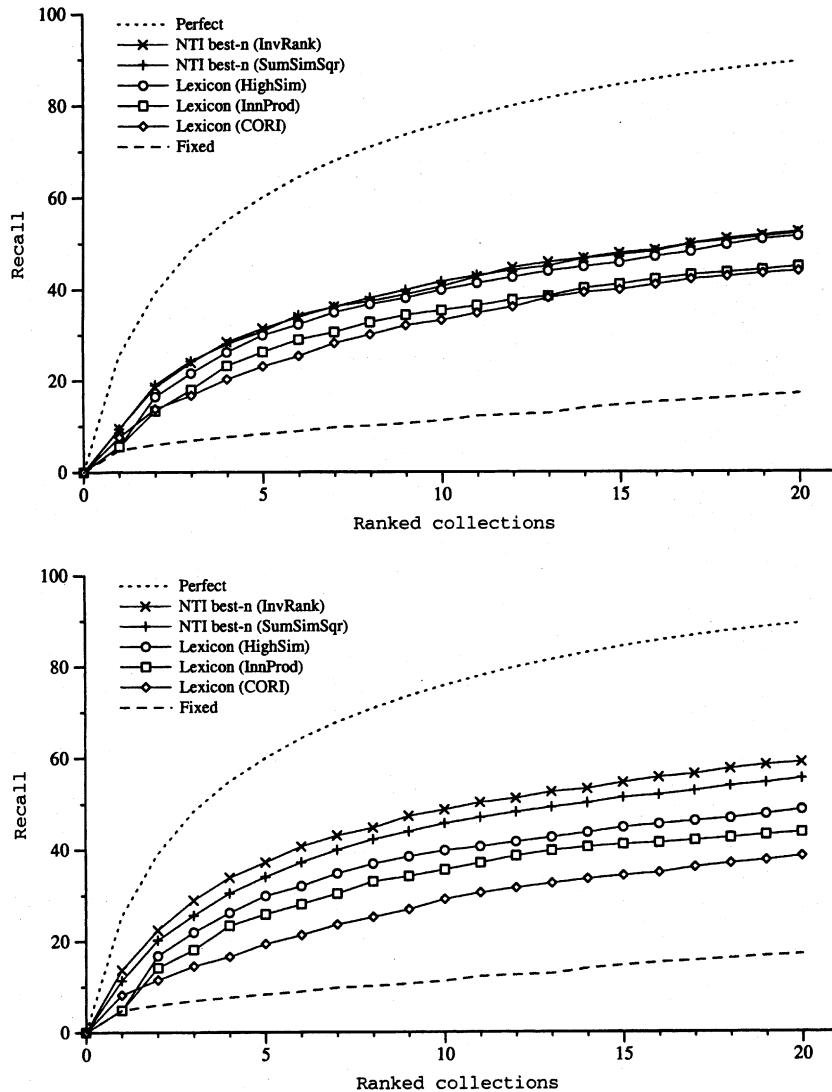 100
80
60
40
20
0
Recall
Perfect
NTI best-n (InvRank)
NTI best-n (SumSimSqr)
Lexicon (HighSim)
Lexicon (InnProd)
Lexicon (CORI)
Fixed
0 5 10 15 20
Ranked collections
100
80
60
40
20
0
Recall
Perfect
NTI best-n (InvRank)
NTI best-n (SumSimSqr)
Lexicon (HighSim)
Lexicon (InnProd)
Lexicon (CORI)
Fixed
0 5 10 15 20
Ranked collections